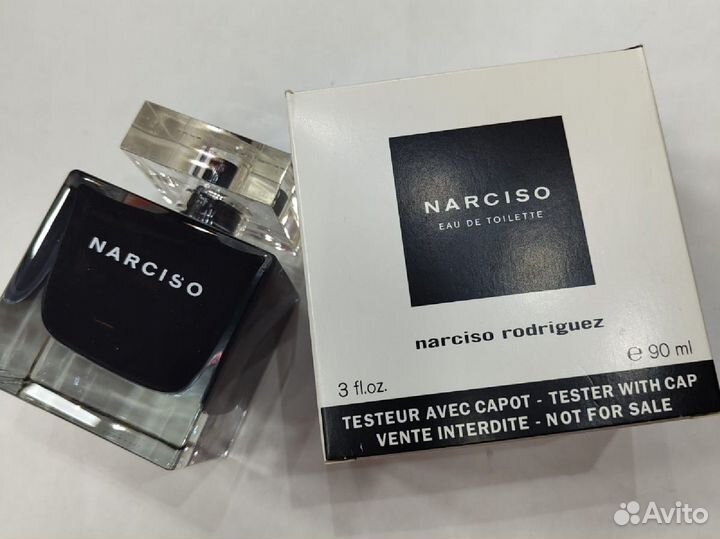 NARCISO
NARCISO
EAU DE TOILETTE
narciso rodriguez
3 fl.oz.
e 90 ml
TESTEUR AVEC CAPOT - TESTER WITH CAP
VENTE INTERDITE - NOT FOR SALE
Avito